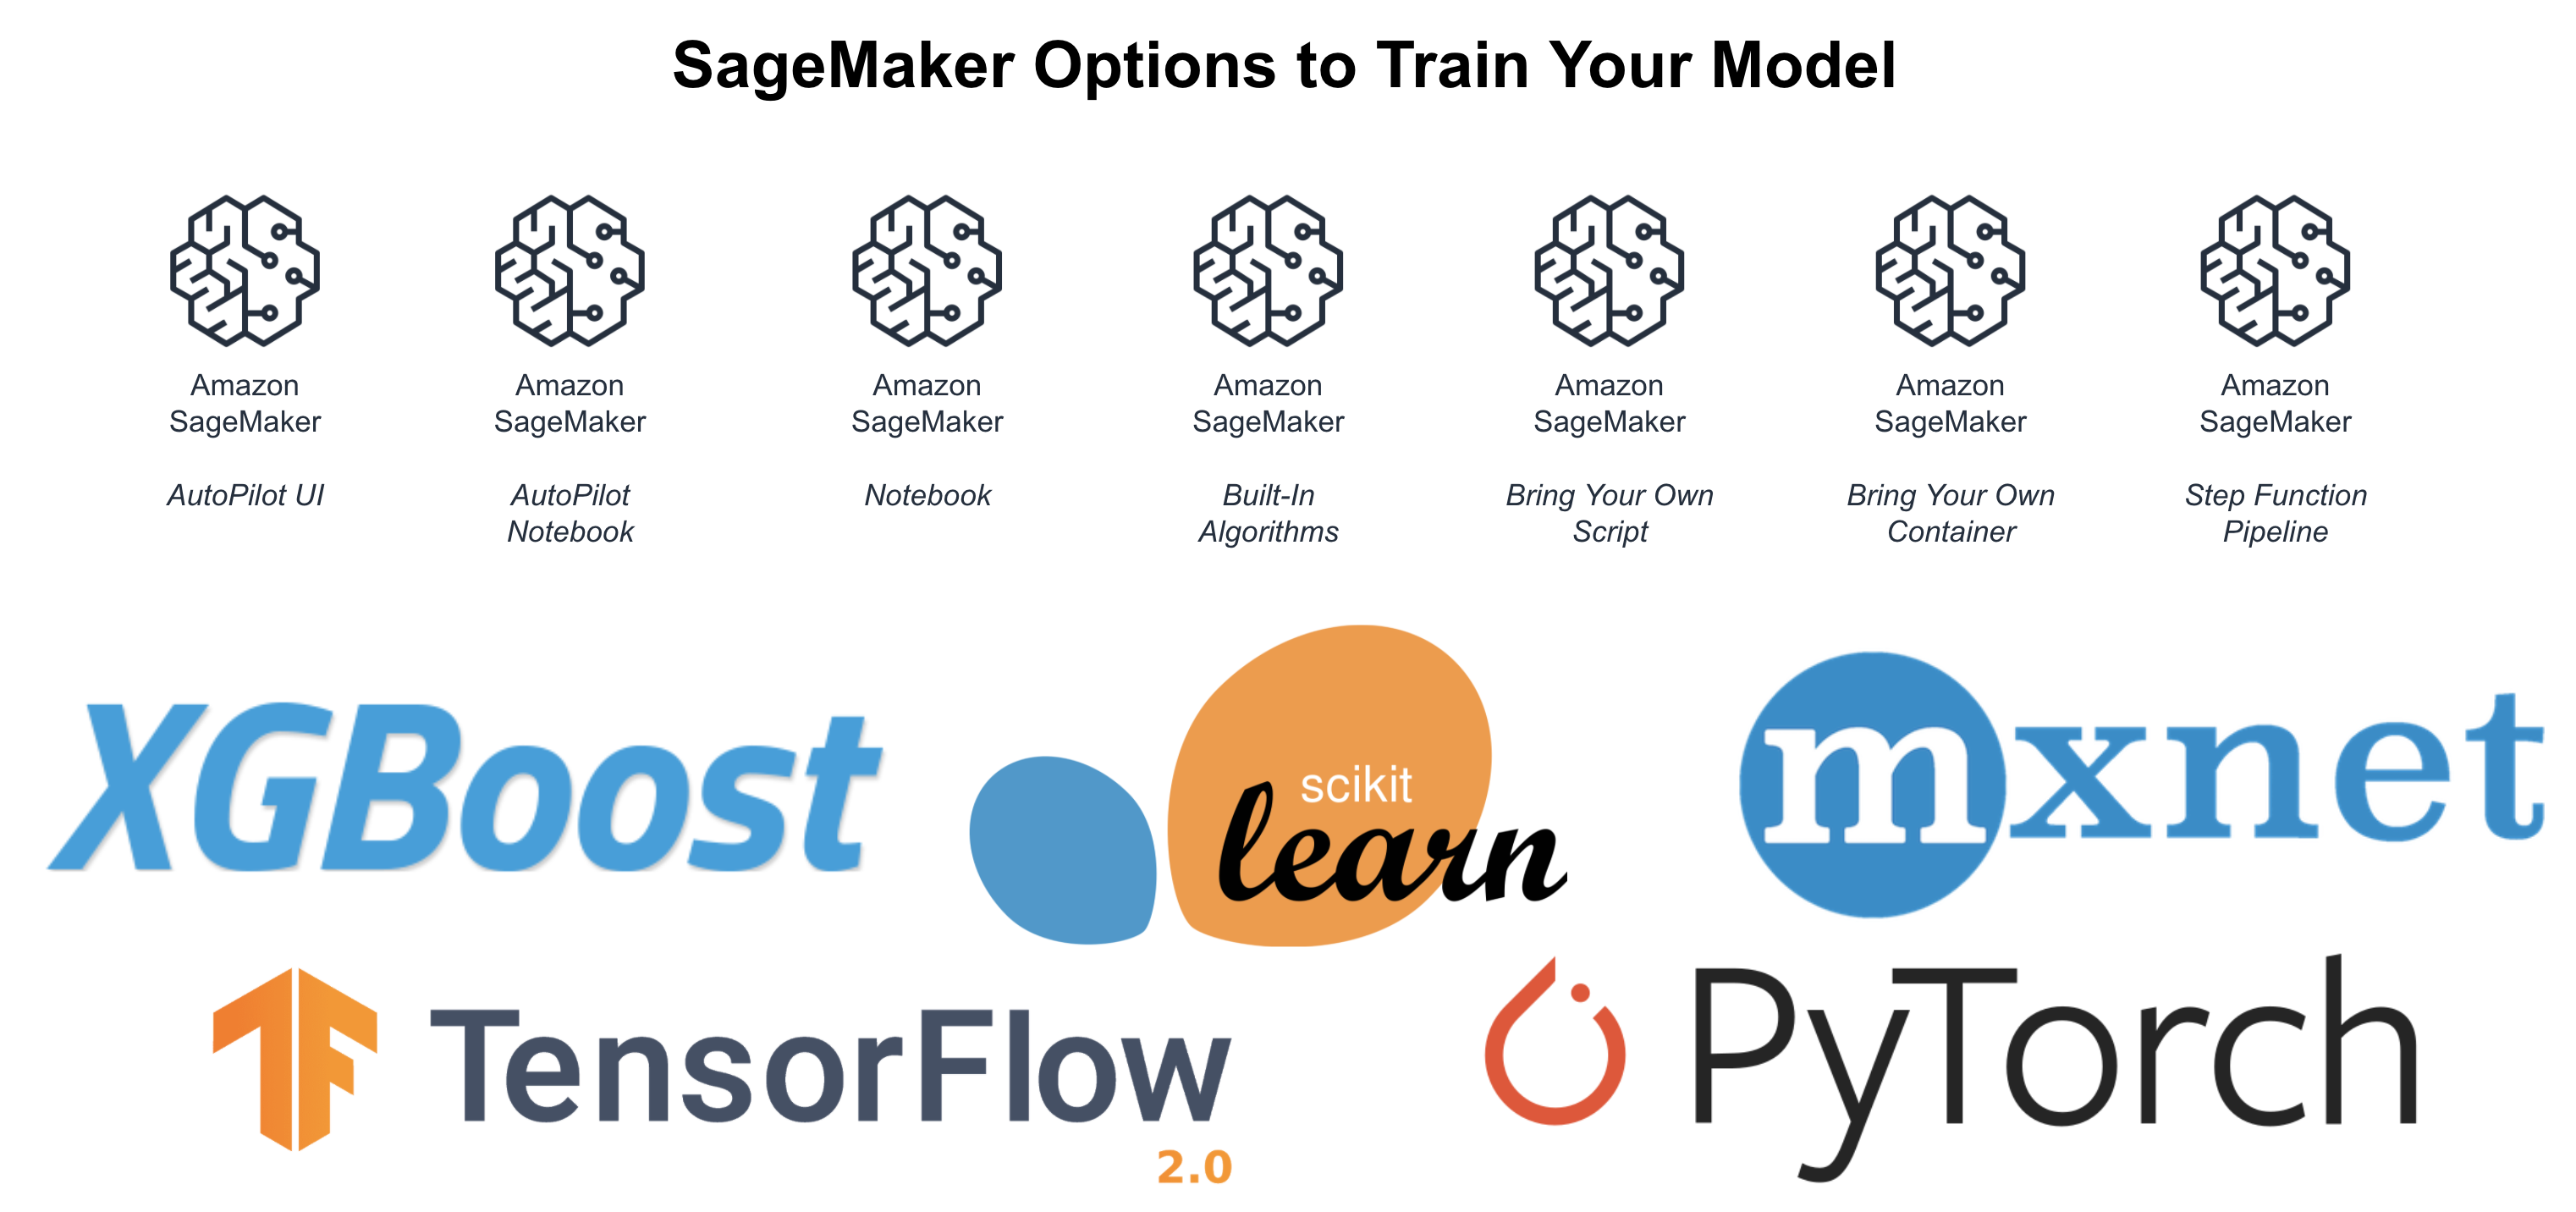 SageMaker Options to Train Your Model
Amazon
SageMaker
AutoPilot UI
Amazon
SageMaker
AutoPilot
Notebook
Amazon
SageMaker
Notebook
Amazon
SageMaker
Built-In
Algorithms
Amazon
SageMaker
Bring Your Own
Script
Amazon
SageMaker
Bring Your Own
Container
Amazon
SageMaker
Step Function
Pipeline
XGBoost
scikit
learn
mxnet
TensorFlow
2.0
PyTorch